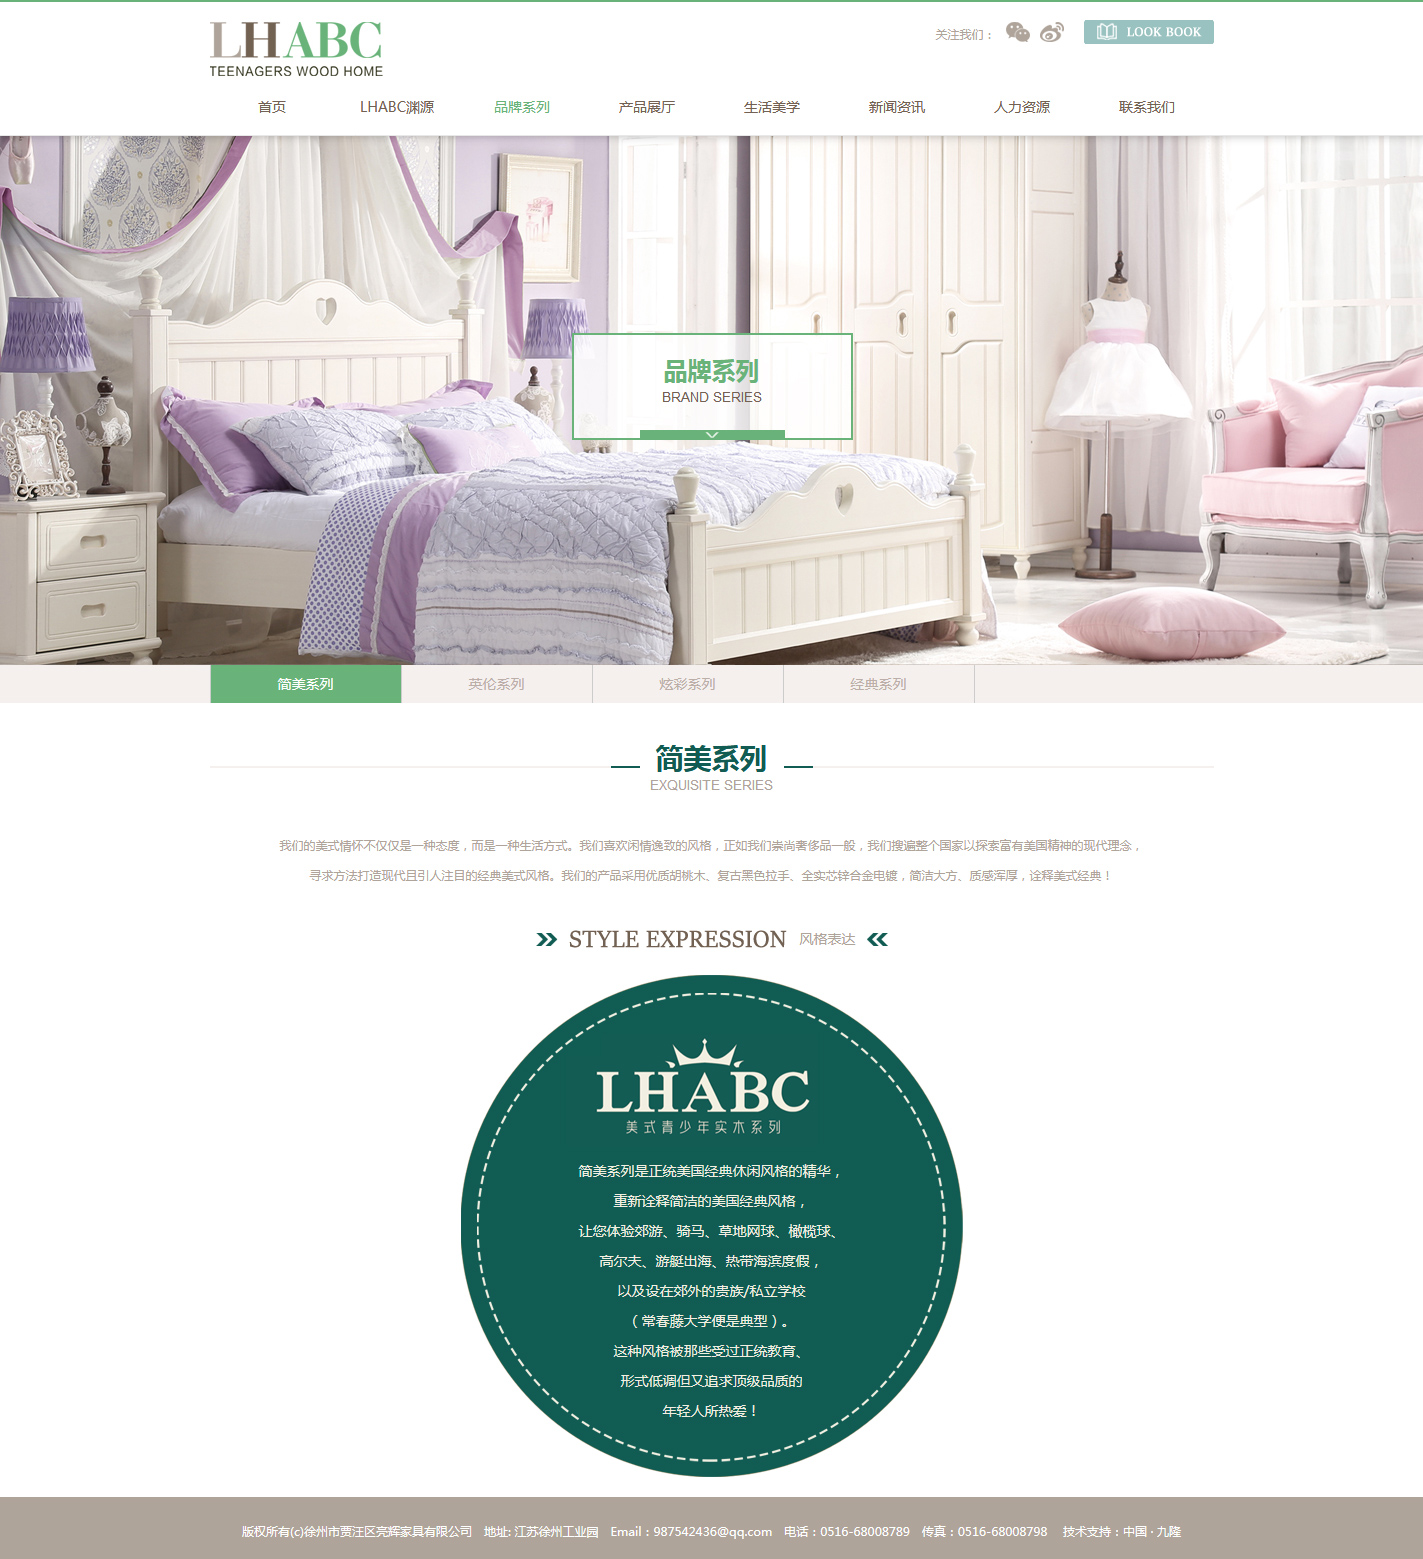 LHABC
TEENAGERS WOOD HOME
关注我们：
LOOK BOOK
首页 LHABC渊源 品牌系列 产品展厅 生活美学 新闻资讯 人力资源 联系我们
品牌系列
BRAND SERIES
简美系列 英伦系列 炫彩系列 经典系列
简美系列
EXQUISITE SERIES
我们的美式情怀不仅仅是一种态度，而是一种生活方式。我们喜欢闲情逸致的风格，正如我们崇尚奢侈品一般，我们搜遍整个国家以探索富有美国精神的现代理念，
寻求方法打造现代且引人注目的经典美式风格。我们的产品采用优质胡桃木、复古黑色拉手、全实芯锌合金电镀，简洁大方、质感浑厚，诠释美式经典！
STYLE EXPRESSION 风格表达
LHABC
美式青少年实木系列
简美系列是正统美国经典休闲风格的精华，
重新诠释简洁的美国经典风格，
让您体验郊游、骑马、草地网球、橄榄球、
高尔夫、游艇出海、热带海滨度假，
以及设在郊外的贵族/私立学校
（常春藤大学便是典型）。
这种风格被那些受过正统教育、
形式低调但又追求顶级品质的
年轻人所热爱！
版权所有(c)徐州市贾汪区亮辉家具有限公司 地址: 江苏徐州工业园 Email：987542436@qq.com 电话：0516-68008789 传真：0516-68008798 技术支持：中国 · 九隆